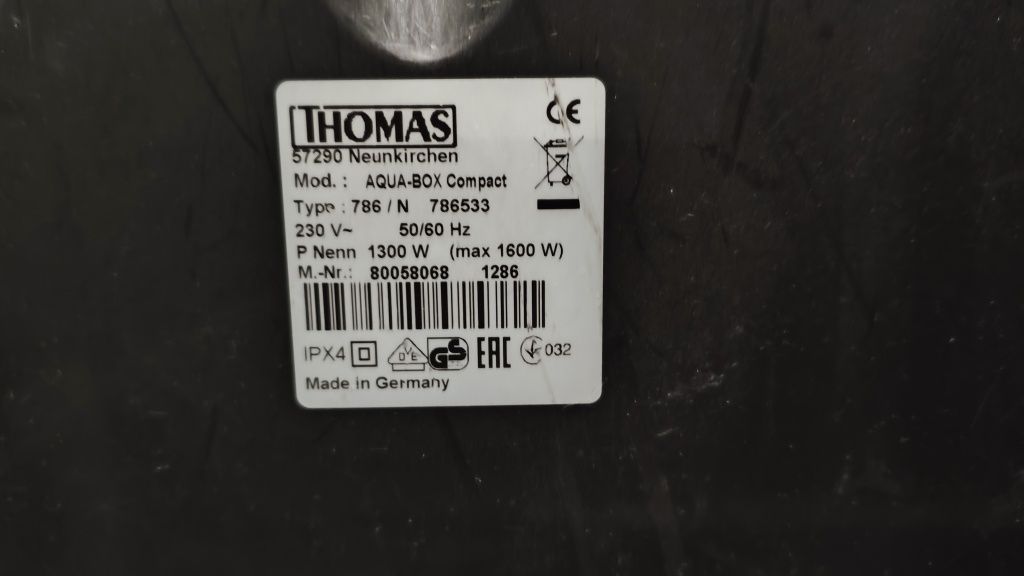 THOMAS
CE
57290 Neunkirchen
Mod. : AQUA-BOX Compact
Type : 786 / N 786533
230 V~ 50/60 Hz
P Nenn 1300 W (max 1600 W)
M.-Nr.: 80058068 1286
IPX4 DVE GS EAC 032
Made in Germany